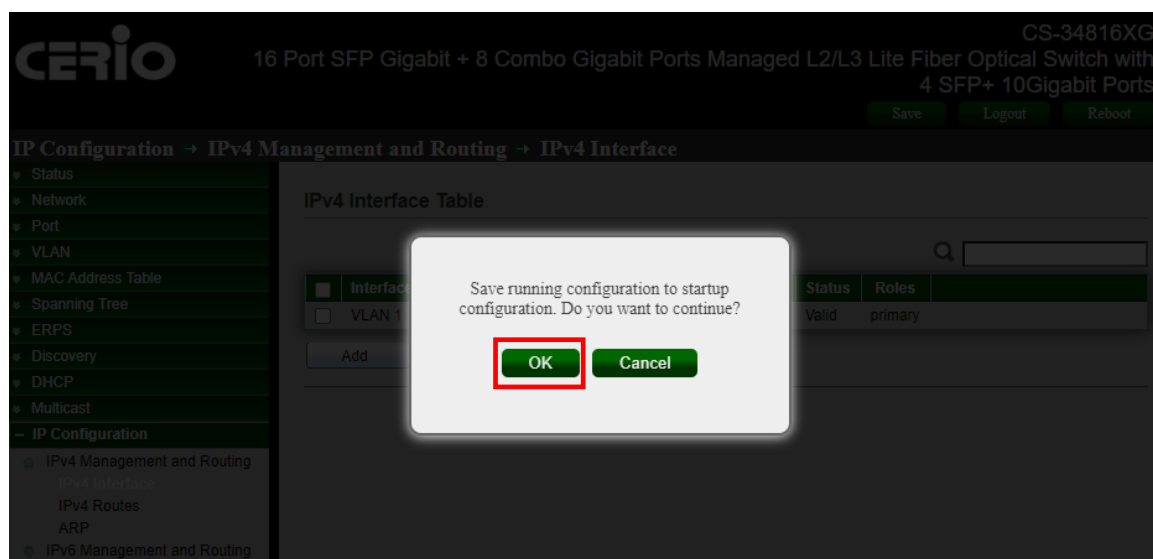 CERIO
CS-34816XG
16 Port SFP Gigabit + 8 Combo Gigabit Ports Managed L2/L3 Lite Fiber Optical Switch with
4 SFP+ 10Gigabit Ports
Save Logout Reboot
IP Configuration → IPv4 Management and Routing → IPv4 Interface
Status
Network
Port
VLAN
MAC Address Table
Spanning Tree
ERPS
Discovery
DHCP
Multicast
IP Configuration
IPv4 Management and Routing
IPv4 Interface
IPv4 Routes
ARP
IPv6 Management and Routing
IPv4 Interface Table
Status Roles
VLAN 1 Valid primary
Add
Save running configuration to startup
configuration. Do you want to continue?
OK Cancel